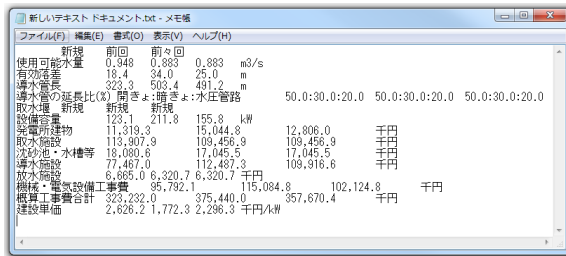 新しいテキスト ドキュメント.txt - メモ帳
ファイル(F) 編集(E) 書式(O) 表示(V) ヘルプ(H)
新規 前回 前々回
使用可能水量 0.948 0.883 0.883 m3/s
有効落差 18.4 34.0 25.0 m
導水管長 323.3 503.4 491.2 m
導水管の延長比(%) 開きょ:暗きょ:水圧管路 50.0:30.0:20.0 50.0:30.0:20.0 50.0:30.0:20.0
取水堰 新規 新規 新規
設備容量 123.1 211.8 155.8 kW
発電所建物 11,319.3 15,044.8 12,806.0 千円
取水施設 113,907.9 109,456.9 109,456.9 千円
沈砂池・水槽等 18,080.6 17,045.5 17,045.5 千円
導水施設 77,467.0 112,487.3 109,916.6 千円
放水施設 6,665.0 6,320.7 6,320.7 千円
機械・電気設備工事費 95,792.1 115,084.8 102,124.8 千円
概算工事費合計 323,232.0 375,440.0 357,670.4 千円
建設単価 2,626.2 1,772.3 2,296.3 千円/kW